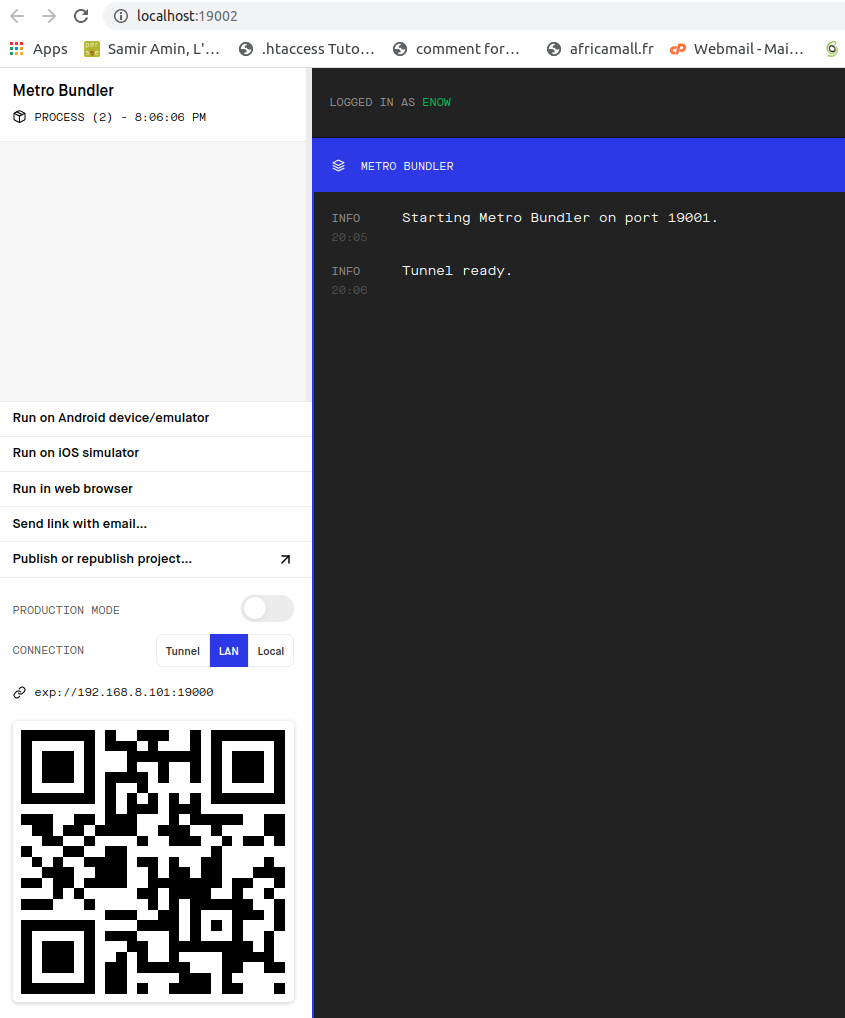 localhost:19002
Apps Samir Amin, L'... .htaccess Tuto... comment for... africamall.fr Webmail - Mai...
Metro Bundler
PROCESS (2) - 8:06:06 PM
LOGGED IN AS ENOW
METRO BUNDLER
INFO Starting Metro Bundler on port 19001.
20:05
INFO Tunnel ready.
20:06
Run on Android device/emulator
Run on iOS simulator
Run in web browser
Send link with email...
Publish or republish project...
PRODUCTION MODE
CONNECTION Tunnel LAN Local
exp://192.168.8.101:19000